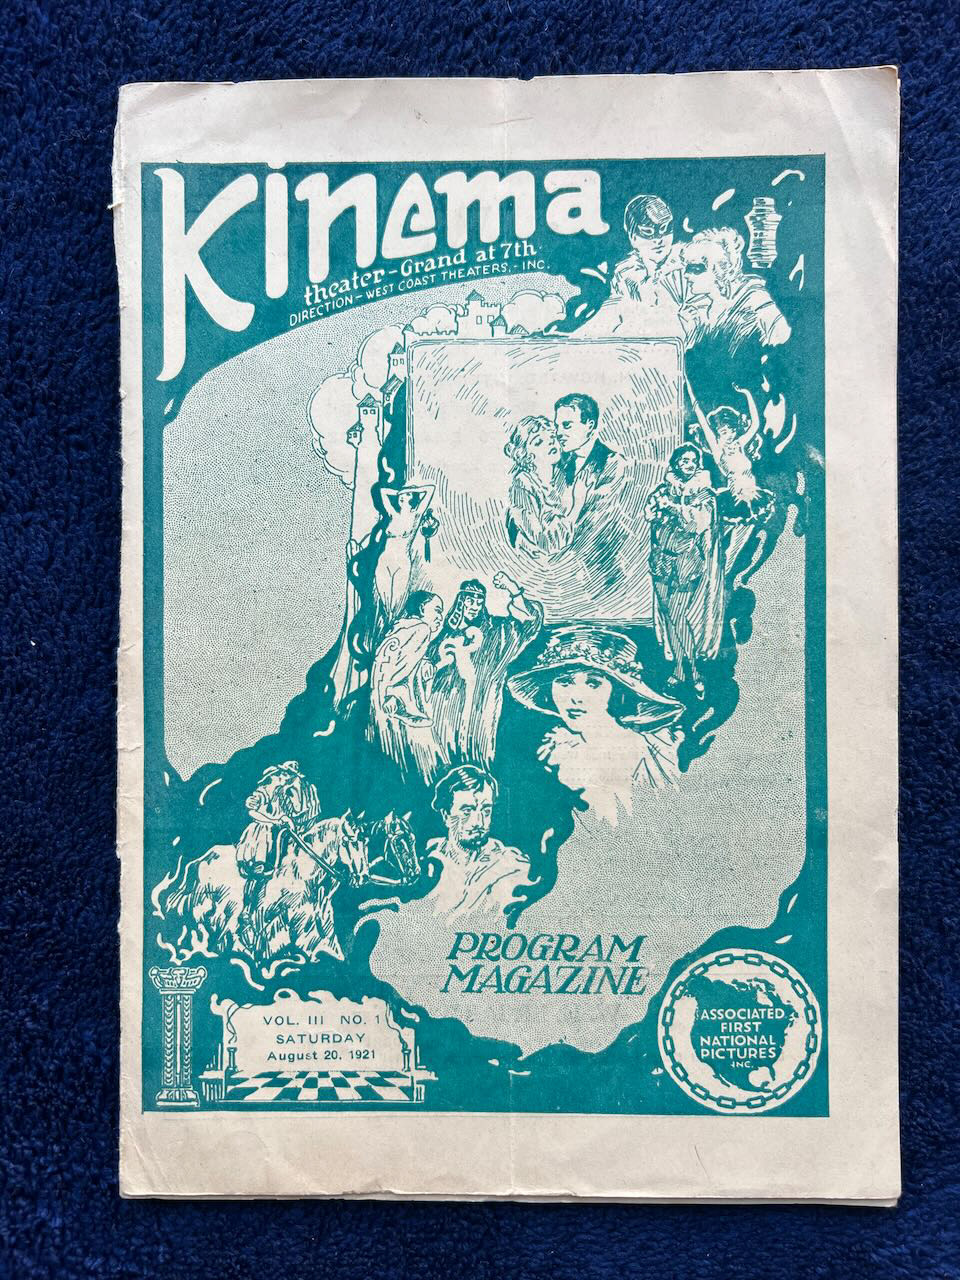 Kinema
theater-Grand at 7th.
DIRECTION-WEST COAST THEATERS.-INC.
PROGRAM
MAGAZINE
VOL. III NO. 1
SATURDAY
August 20, 1921
ASSOCIATED
FIRST
NATIONAL
PICTURES
INC.